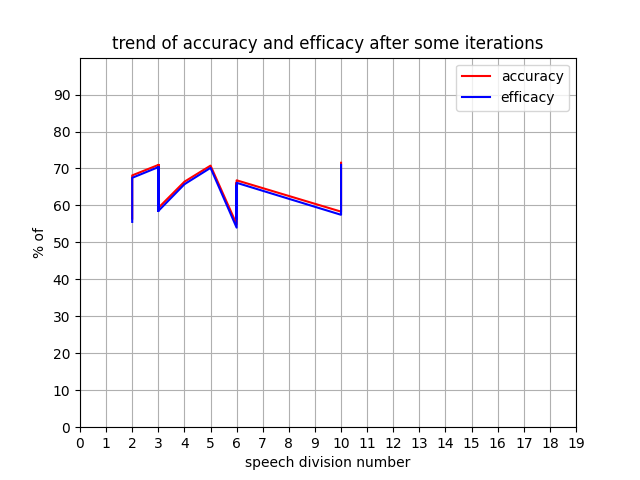 trend of accuracy and efficacy after some iterations
accuracy
efficacy
90
80
70
60
50
40
30
20
10
0
% of
0 1 2 3 4 5 6 7 8 9 10 11 12 13 14 15 16 17 18 19
speech division number